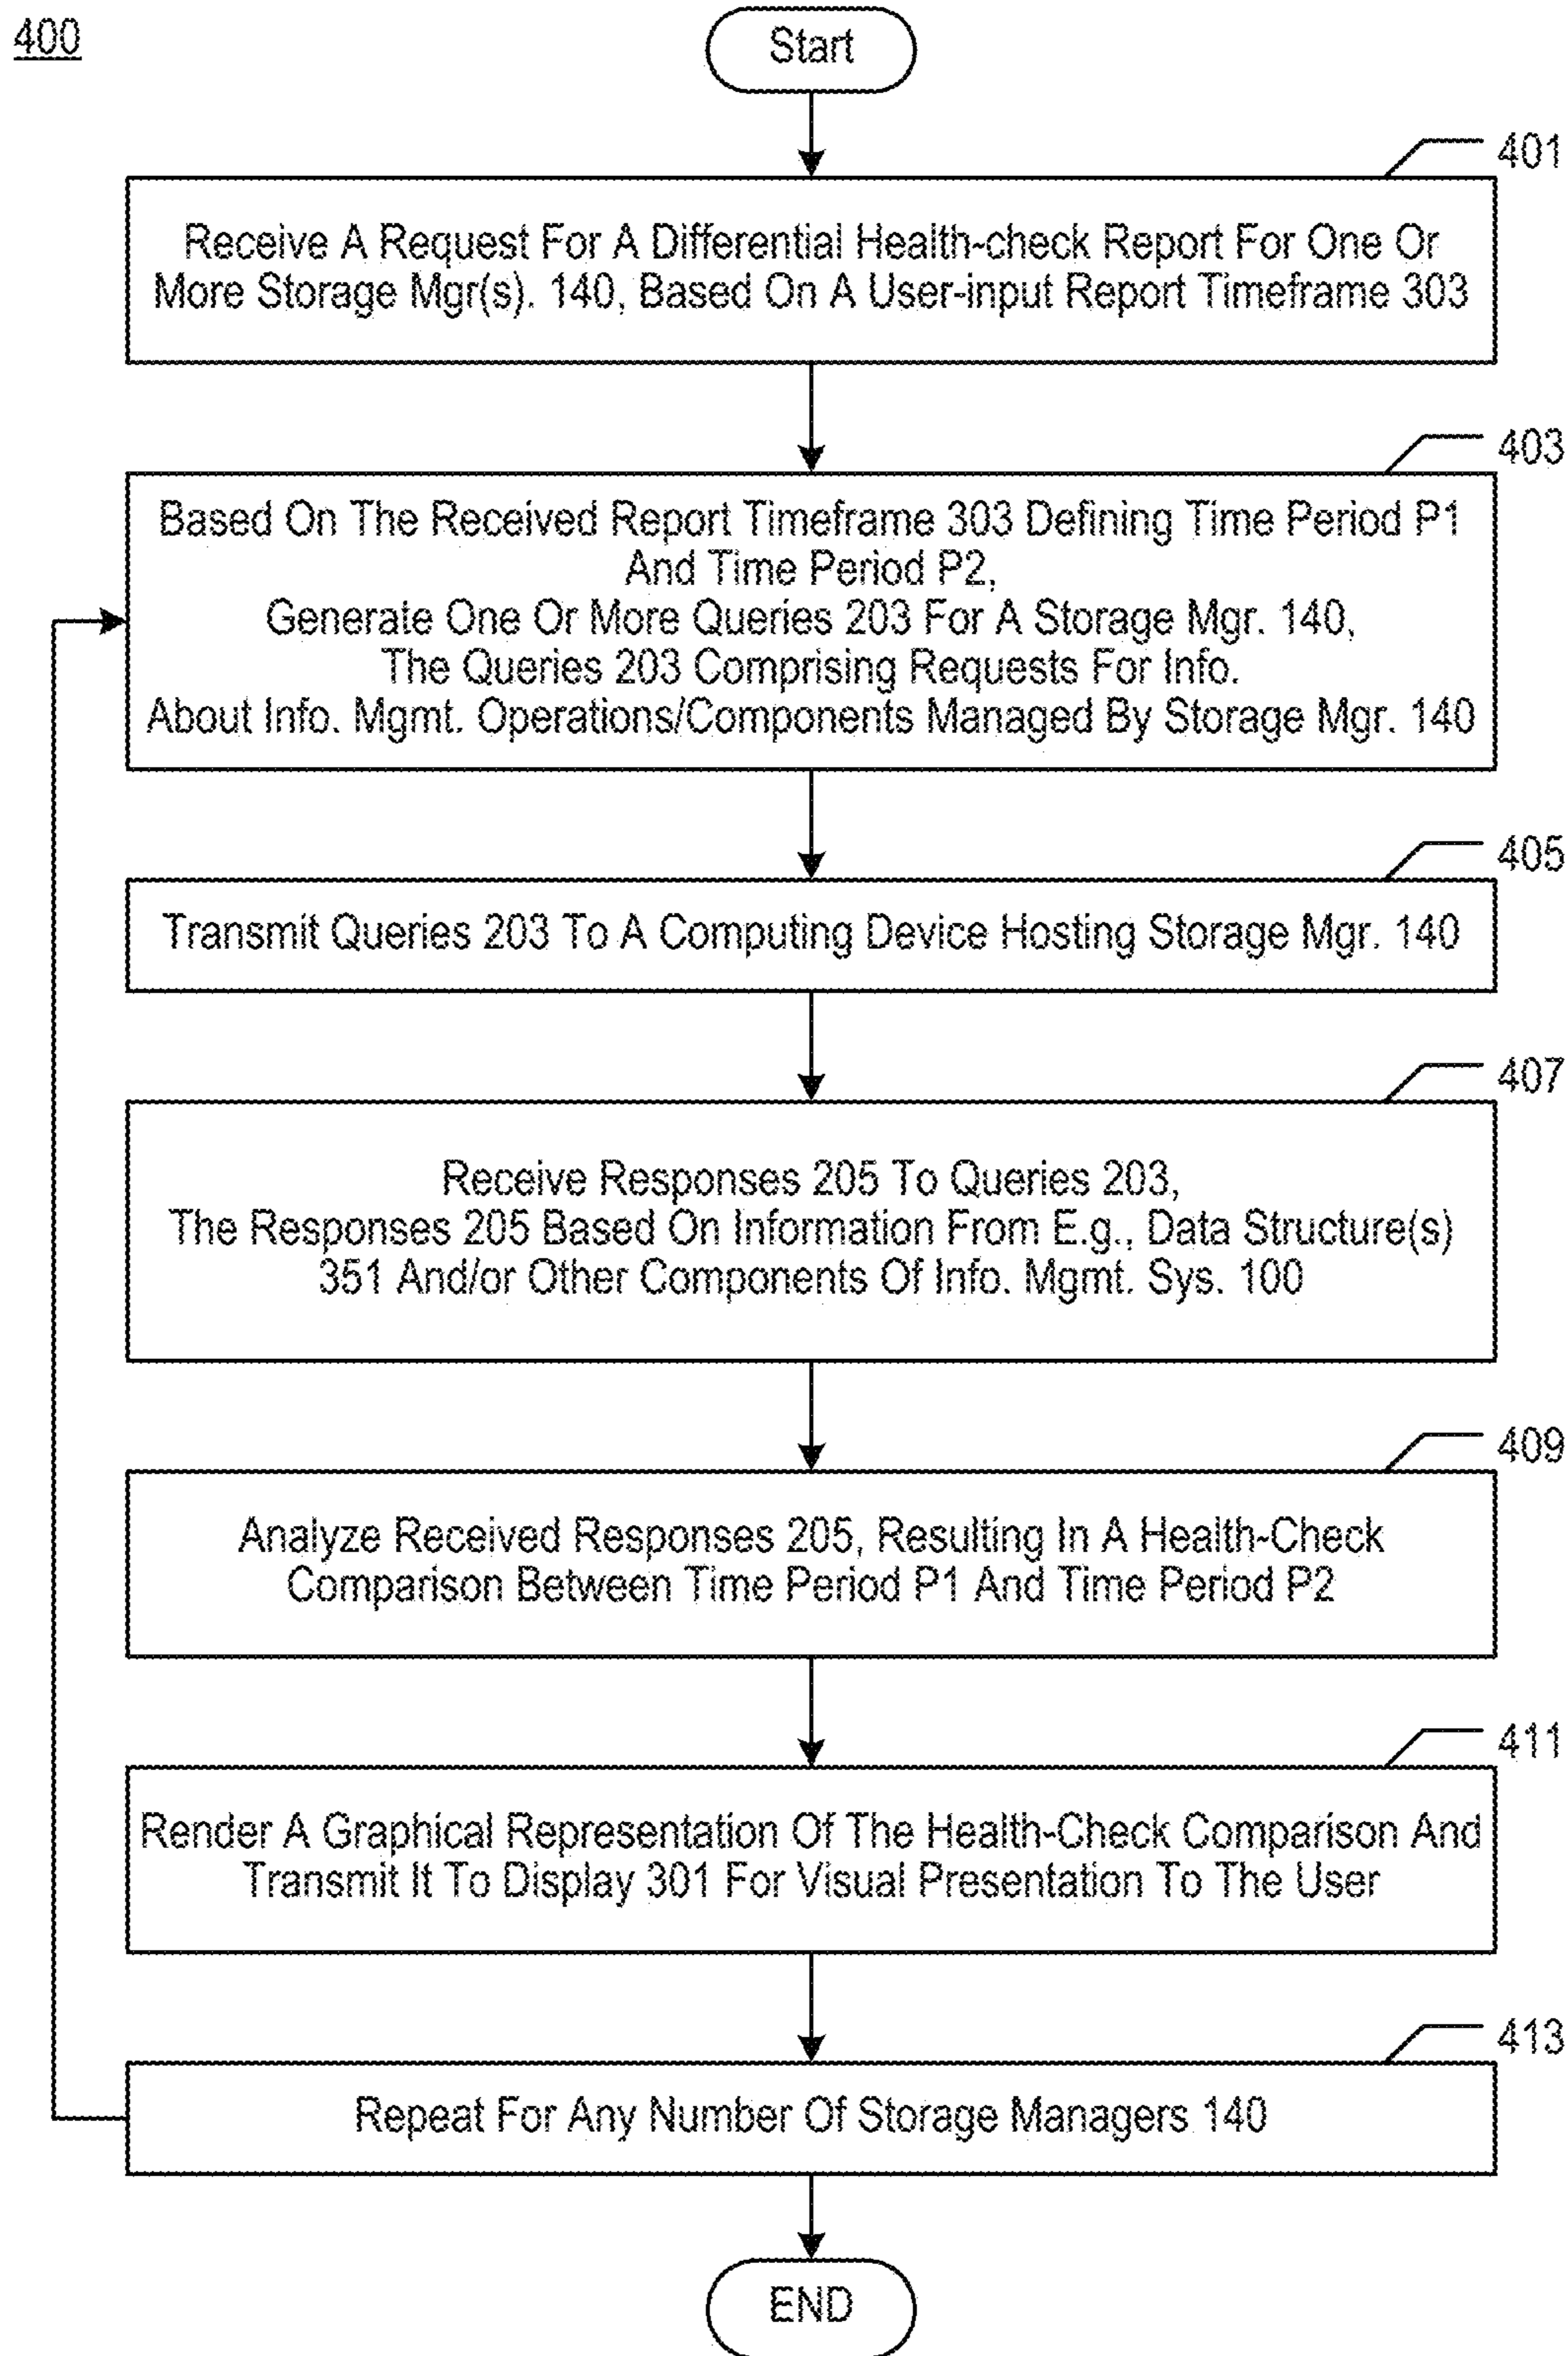 400
Start
401
Receive A Request For A Differential Health-check Report For One Or
More Storage Mgr(s). 140, Based On A User-input Report Timeframe 303
403
Based On The Received Report Timeframe 303 Defining Time Period P1
And Time Period P2,
Generate One Or More Queries 203 For A Storage Mgr. 140,
The Queries 203 Comprising Requests For Info.
About Info. Mgmt. Operations/Components Managed By Storage Mgr. 140
405
Transmit Queries 203 To A Computing Device Hosting Storage Mgr. 140
407
Receive Responses 205 To Queries 203,
The Responses 205 Based On Information From E.g., Data Structure(s)
351 And/or Other Components Of Info. Mgmt. Sys. 100
409
Analyze Received Responses 205, Resulting In A Health-Check
Comparison Between Time Period P1 And Time Period P2
411
Render A Graphical Representation Of The Health-Check Comparison And
Transmit It To Display 301 For Visual Presentation To The User
413
Repeat For Any Number Of Storage Managers 140
END